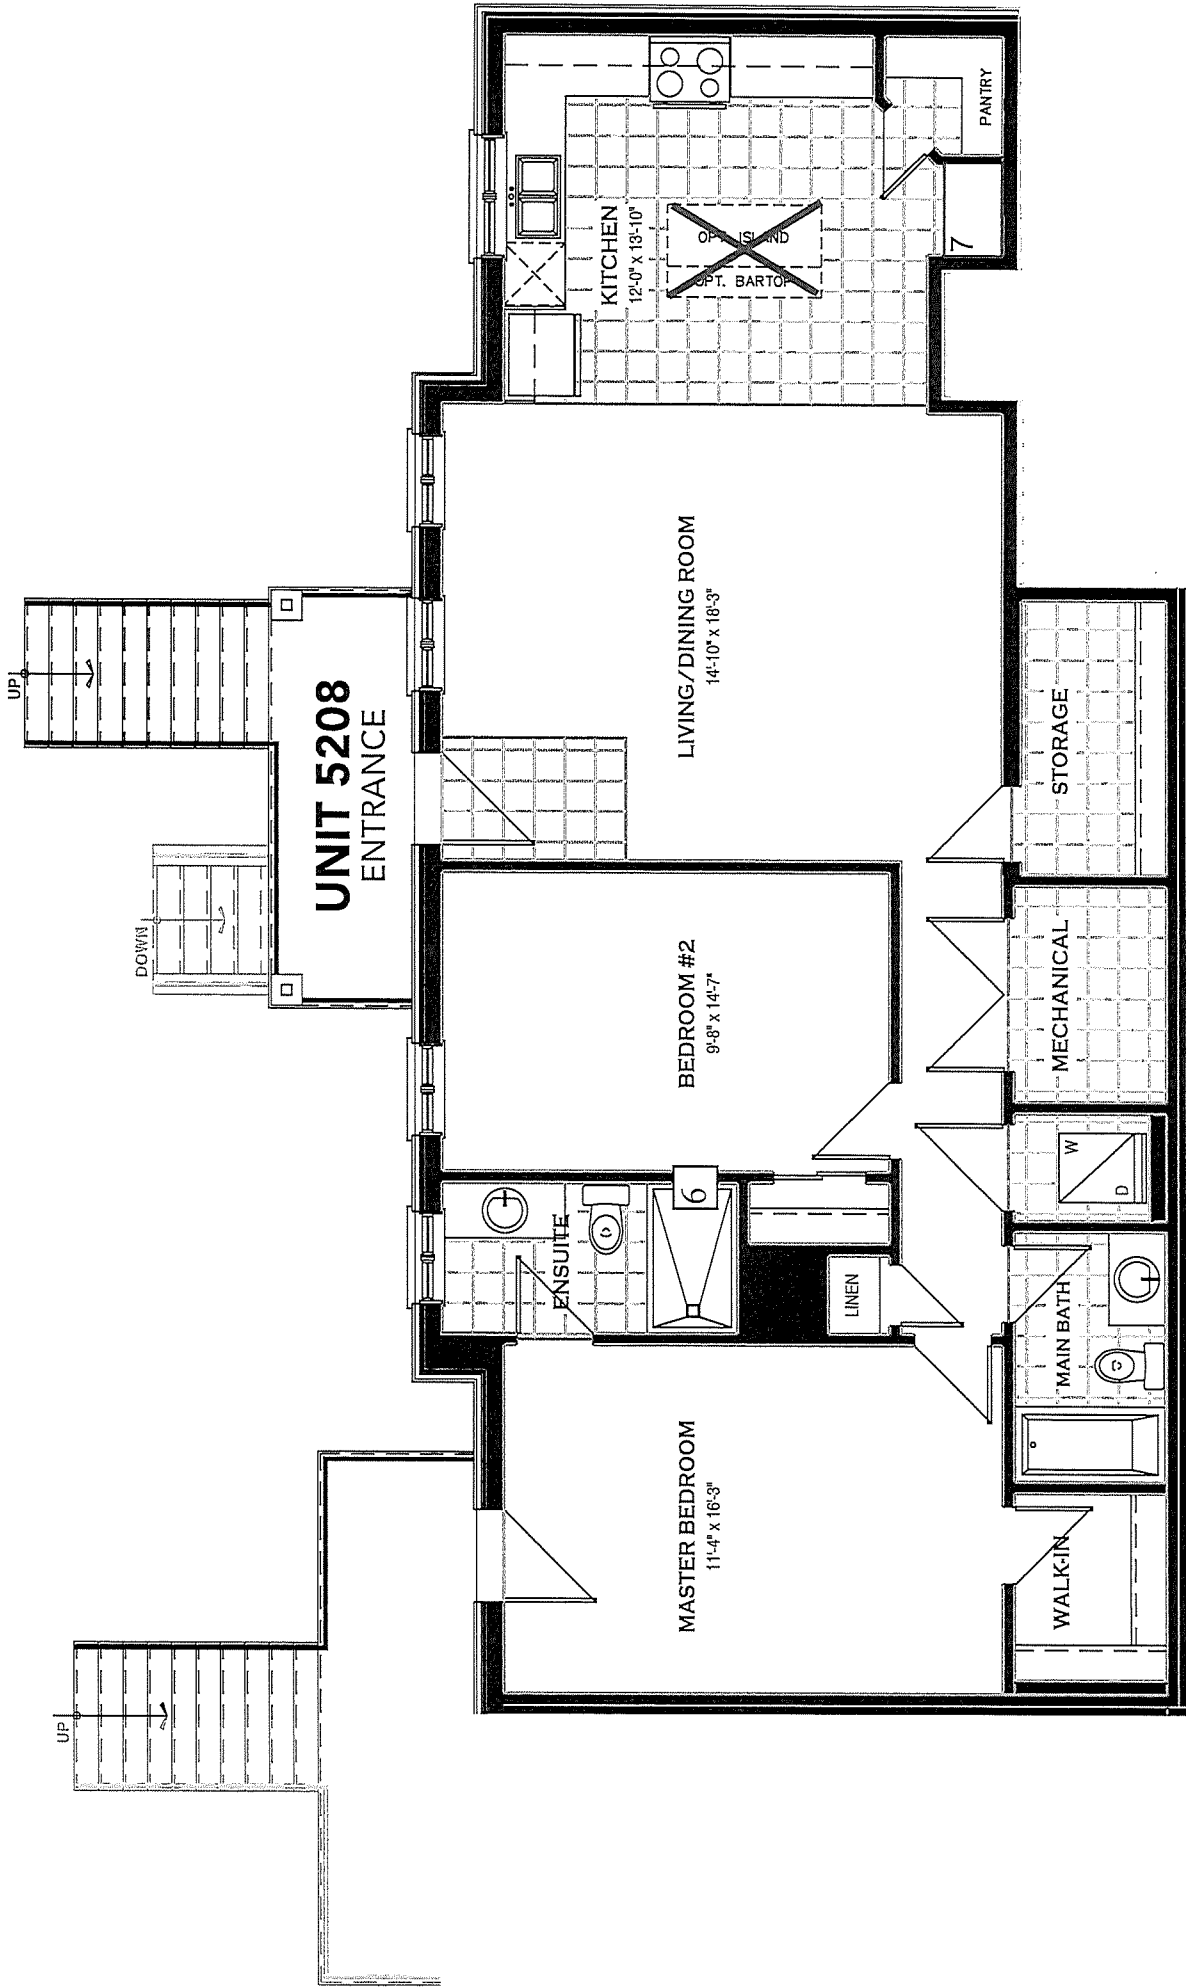 UP
DOWN
UP
UNIT 5208
ENTRANCE
MASTER BEDROOM
11'-4" x 16'-3"
ENSUITE
6
BEDROOM #2
9'-8" x 14'-7"
LIVING/DINING ROOM
14'-10" x 18'-3"
KITCHEN
12'-0" x 13'-10"
OPT. ISLAND
OPT. BARTOP
PANTRY
7
LINEN
WALK-IN
MAIN BATH
W
D
MECHANICAL
STORAGE